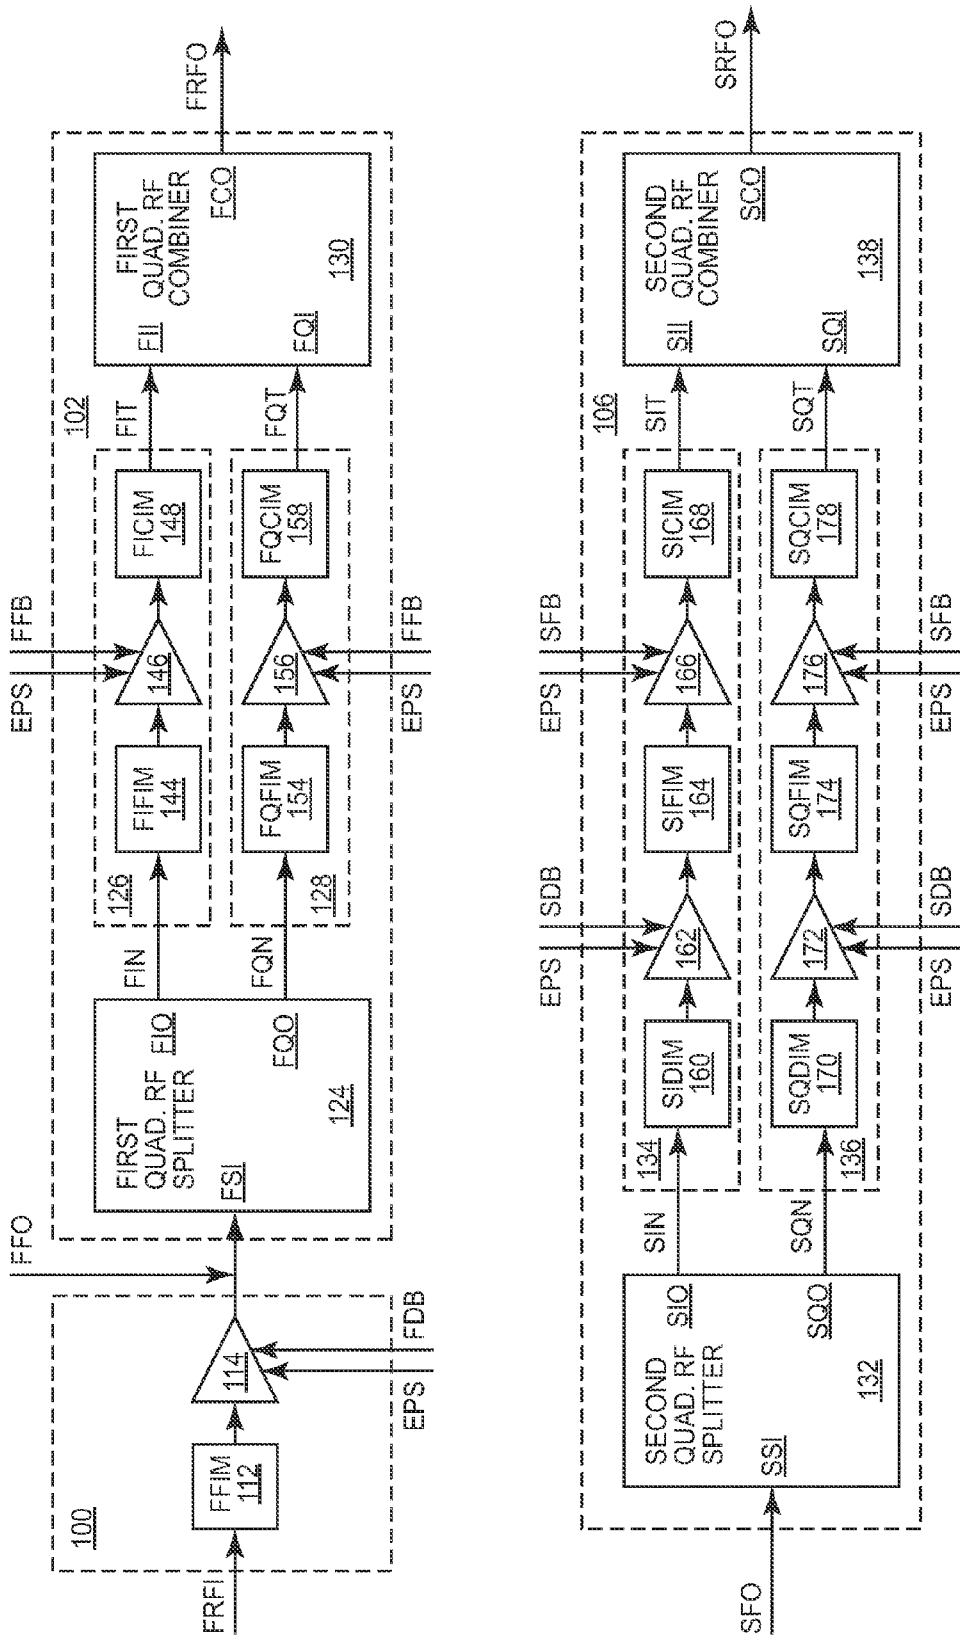 FRFI
100
FFIM
112
114
EPS
FDB
FFO
FIRST
QUAD. RF
SPLITTER
FSI
FIO
FQO
124
FIN
FQN
126
FIFIM
144
EPS
FFB
146
FICIM
148
128
FQFIM
154
156
EPS
FFB
FQCIM
158
102
FIT
FQT
FIRST
QUAD. RF
COMBINER
FII
FQI
FCO
130
FRFO
SFO
SECOND
QUAD. RF
SPLITTER
SSI
SIO
SQO
132
SIN
SQN
134
SIDIM
160
EPS
SDB
162
SIFIM
164
EPS
SFB
166
SICIM
168
136
SQDIM
170
172
EPS
SDB
SQFIM
174
176
EPS
SFB
SQCIM
178
106
SIT
SQT
SECOND
QUAD. RF
COMBINER
SII
SQI
SCO
138
SRFO